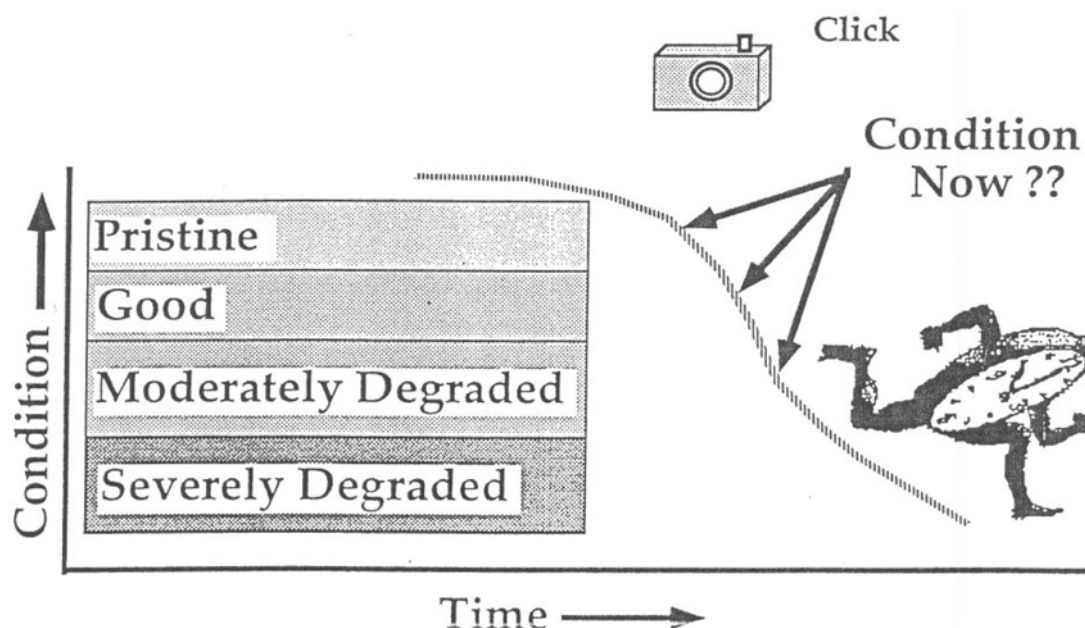 Click
Condition
Now ??
Pristine
Good
Moderately Degraded
Severely Degraded
Condition
Time